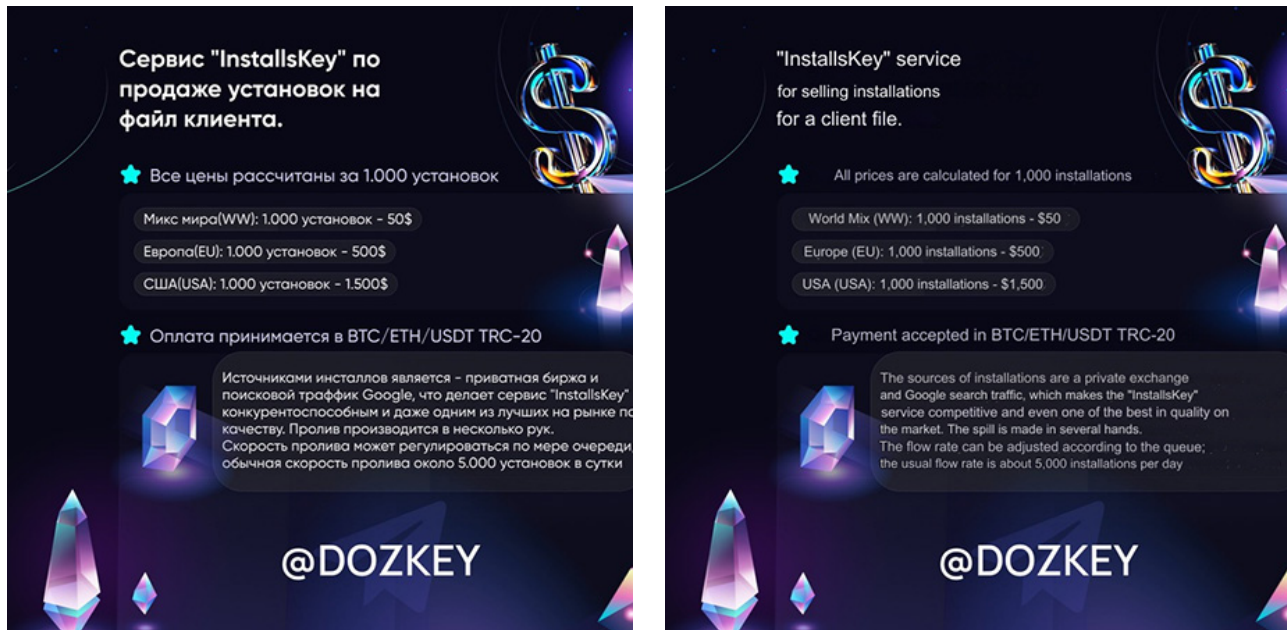 Сервис "InstallsKey" по
продаже установок на
файл клиента.
Все цены рассчитаны за 1.000 установок
Микс мира(WW): 1.000 установок - 50$
Европа(EU): 1.000 установок - 500$
США(USA): 1.000 установок - 1.500$
Оплата принимается в BTC/ETH/USDT TRC-20
Источниками инсталлов является - приватная биржа и
поисковой траффик Google, что делает сервис "InstallsKey"
конкурентоспособным и даже одним из лучших на рынке по
качеству. Пролив производится в несколько рук.
Скорость пролива может регулироваться по мере очереди,
обычная скорость пролива около 5.000 установок в сутки
@DOZKEY
"InstallsKey" service
for selling installations
for a client file.
All prices are calculated for 1,000 installations
World Mix (WW): 1,000 installations - $50
Europe (EU): 1,000 installations - $500
USA (USA): 1,000 installations - $1,500
Payment accepted in BTC/ETH/USDT TRC-20
The sources of installations are a private exchange
and Google search traffic, which makes the "InstallsKey"
service competitive and even one of the best in quality on
the market. The spill is made in several hands.
The flow rate can be adjusted according to the queue;
the usual flow rate is about 5,000 installations per day
@DOZKEY